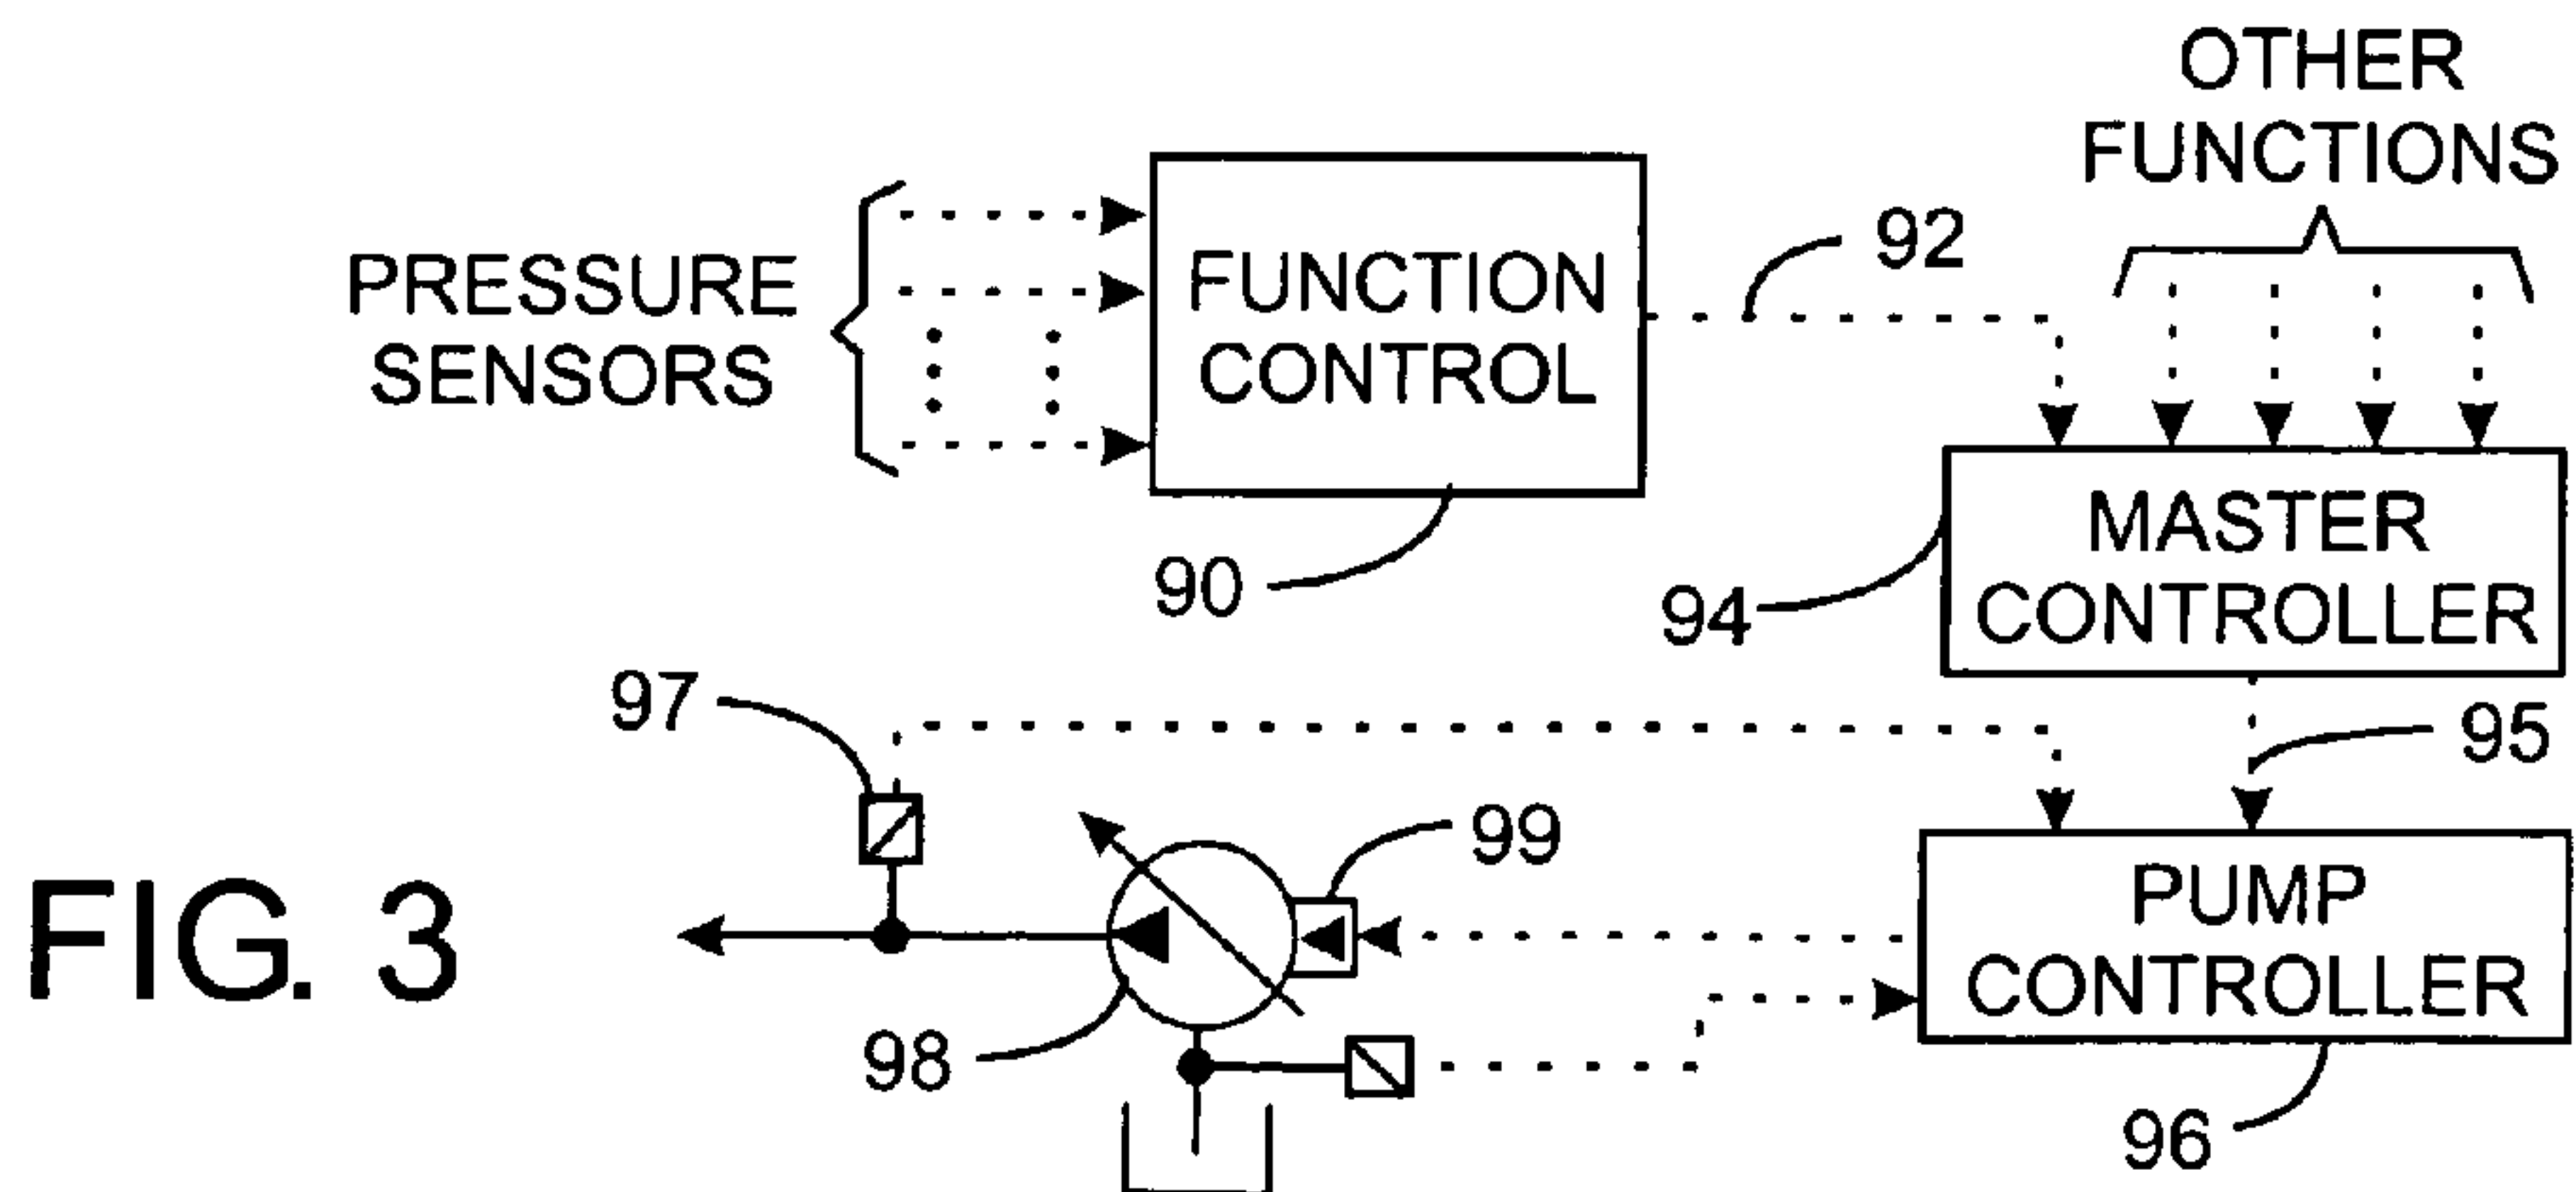 OTHER
FUNCTIONS
PRESSURE
SENSORS
FUNCTION
CONTROL
92
90
MASTER
CONTROLLER
94
97
95
99
PUMP
CONTROLLER
98
96
FIG. 3